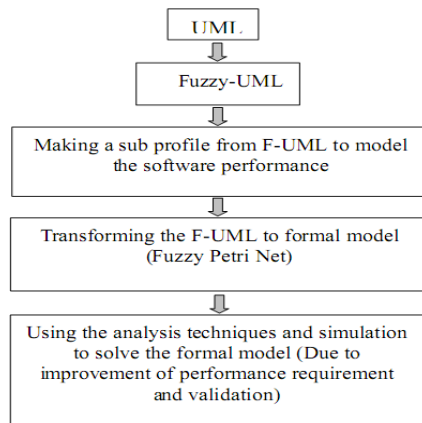 UML
Fuzzy-UML
Making a sub profile from F-UML to model
the software performance
Transforming the F-UML to formal model
(Fuzzy Petri Net)
Using the analysis techniques and simulation
to solve the formal model (Due to
improvement of performance requirement
and validation)